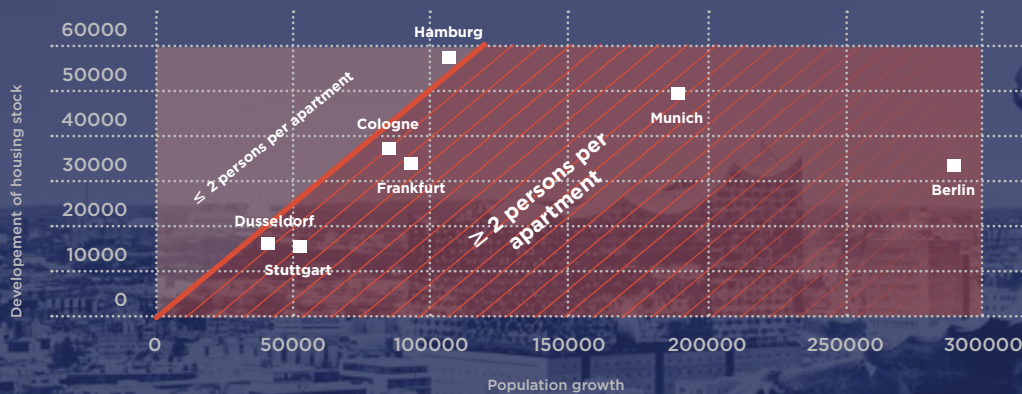 Developement of housing stock
60000
50000
40000
30000
20000
10000
0
Hamburg
≤ 2 persons per apartment
Cologne
Frankfurt
Munich
≥ 2 persons per
apartment
Berlin
Dusseldorf
Stuttgart
0 50000 100000 150000 200000 250000 300000
Population growth